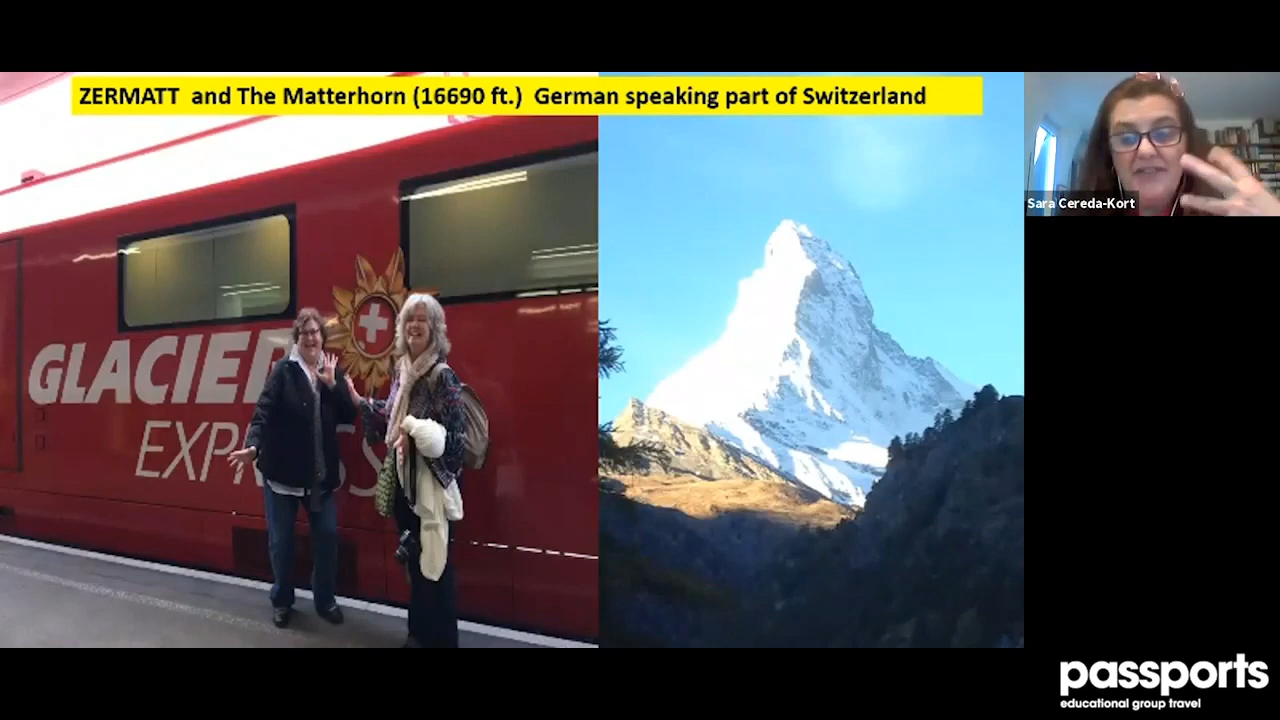 ZERMATT and The Matterhorn (16690 ft.) German speaking part of Switzerland
Sara Cereda-Kort
GLACIER
EXPRESS
passports
educational group travel